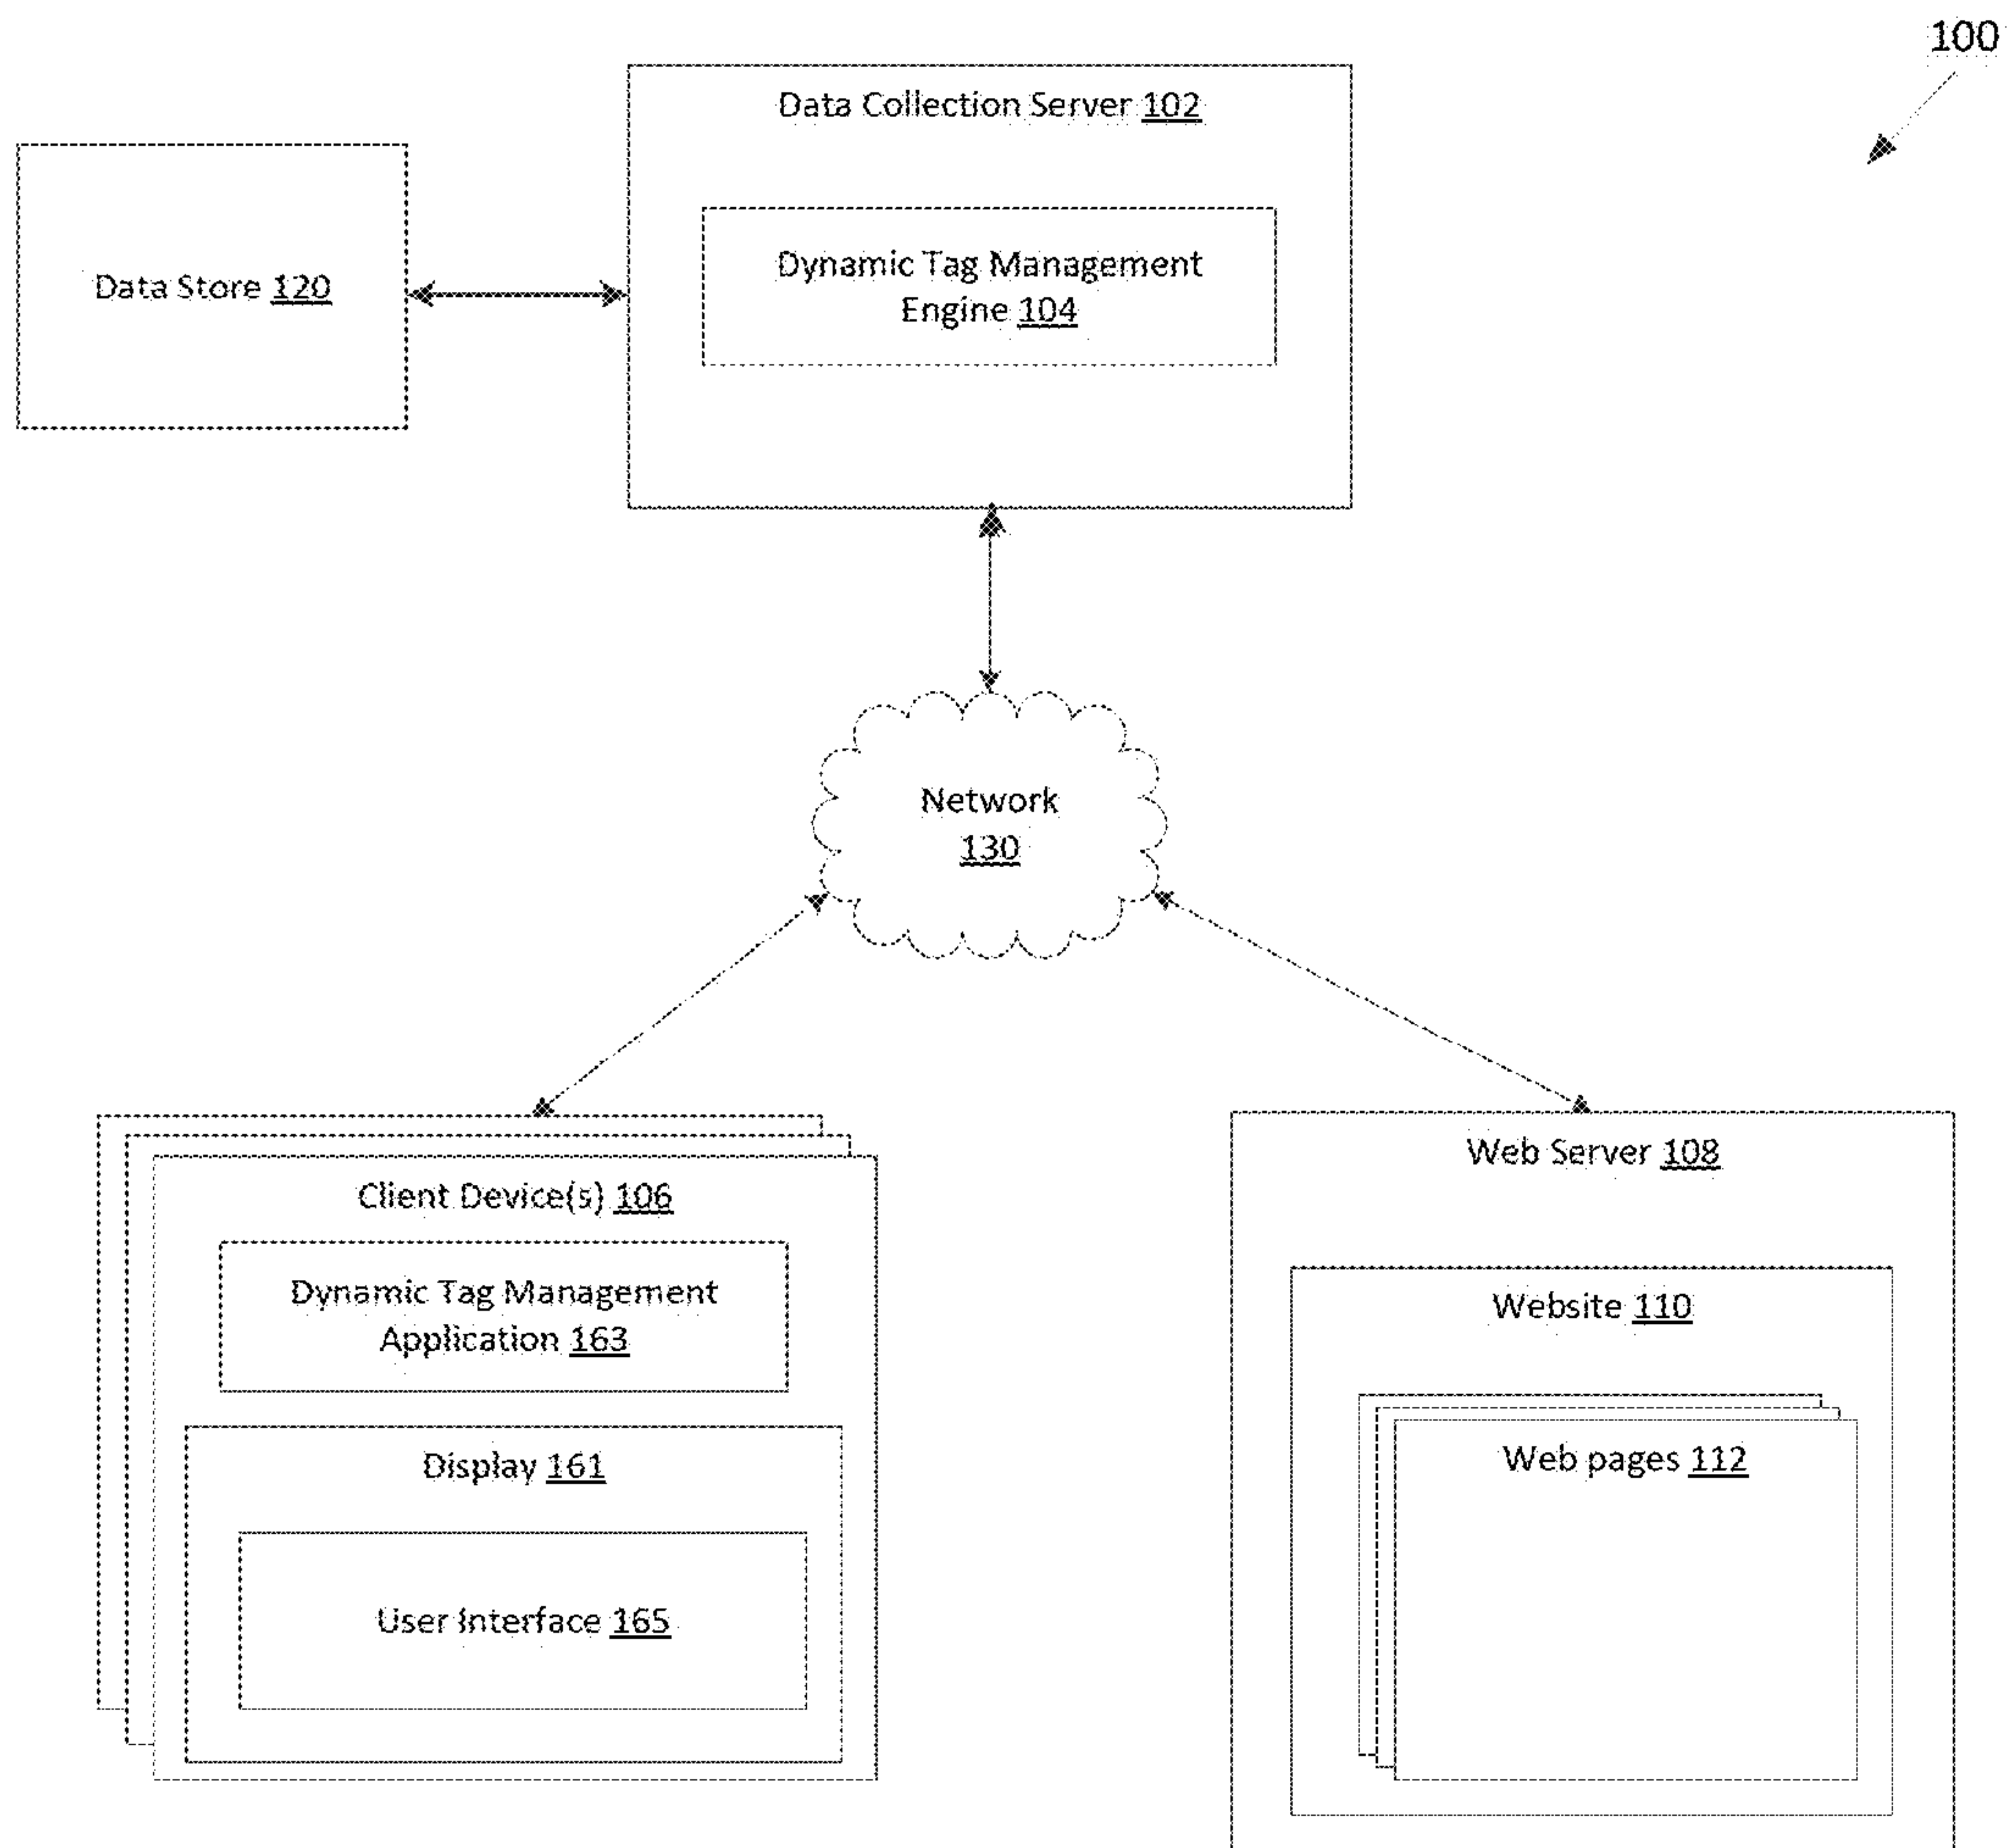 100
Data Collection Server 102
Dynamic Tag Management
Engine 104
Data Store 120
Network
130
Client Device(s) 106
Dynamic Tag Management
Application 163
Display 161
User Interface 165
Web Server 108
Website 110
Web pages 112